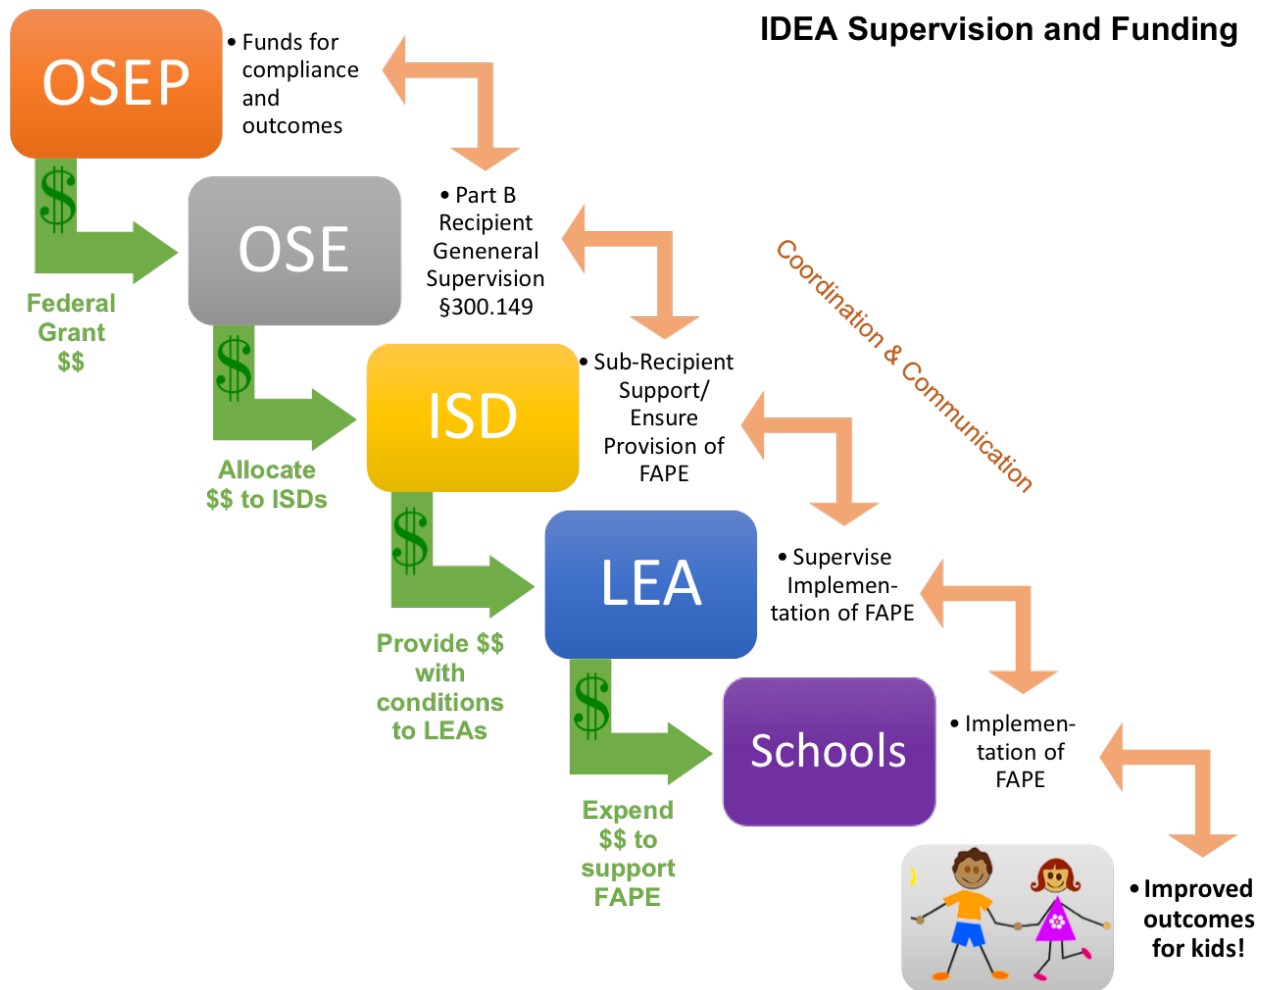 IDEA Supervision and Funding
OSEP
• Funds for
compliance
and
outcomes
$
Federal
Grant
$$
OSE
• Part B
Recipient
Geneneral
Supervision
§300.149
$
Allocate
$$ to ISDs
ISD
• Sub-Recipient
Support/
Ensure
Provision of
FAPE
Coordination & Communication
$
Provide $$
with
conditions
to LEAs
LEA
• Supervise
Implemen-
tation of FAPE
$
Expend
$$ to
support
FAPE
Schools
• Implemen-
tation of
FAPE
• Improved
outcomes
for kids!